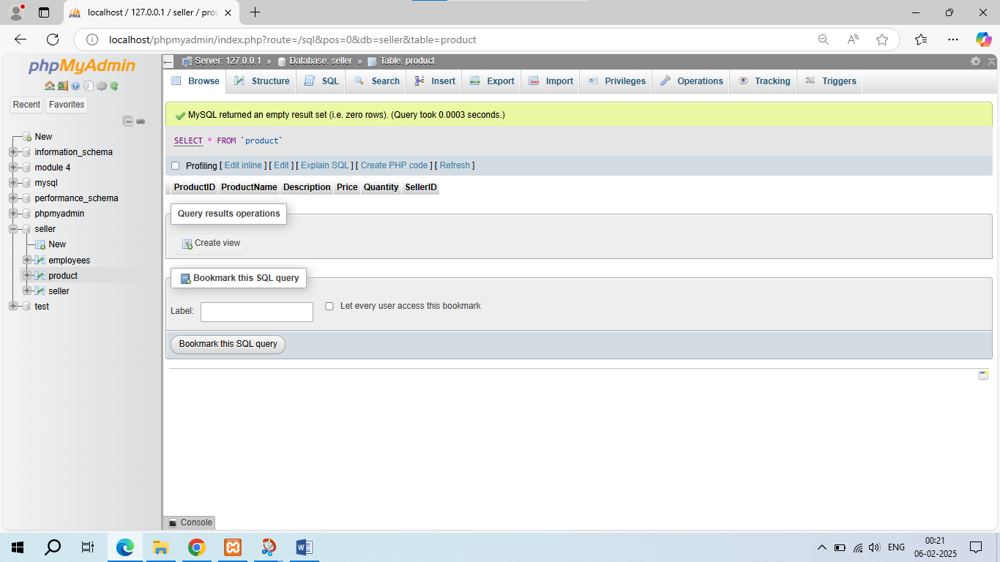 localhost / 127.0.0.1 / seller / proc
localhost/phpmyadmin/index.php?route=/sql&pos=0&db=seller&table=product
phpMyAdmin
Recent Favorites
New
information_schema
module 4
mysql
performance_schema
phpmyadmin
seller
New
employees
product
seller
test
Server: 127.0.0.1 » Database: seller » Table: product
Browse Structure SQL Search Insert Export Import Privileges Operations Tracking Triggers
MySQL returned an empty result set (i.e. zero rows). (Query took 0.0003 seconds.)
SELECT * FROM `product`
Profiling [ Edit inline ] [ Edit ] [ Explain SQL ] [ Create PHP code ] [ Refresh ]
ProductID ProductName Description Price Quantity SellerID
Query results operations
Create view
Bookmark this SQL query
Label: Let every user access this bookmark
Bookmark this SQL query
Console
ENG
00:21
06-02-2025